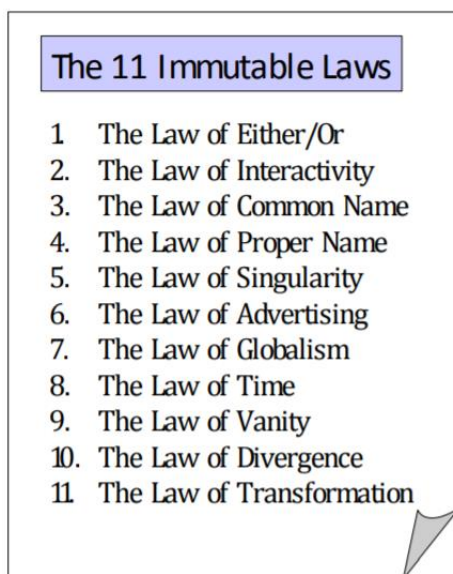 The 11 Immutable Laws
1. The Law of Either/Or
2. The Law of Interactivity
3. The Law of Common Name
4. The Law of Proper Name
5. The Law of Singularity
6. The Law of Advertising
7. The Law of Globalism
8. The Law of Time
9. The Law of Vanity
10. The Law of Divergence
11. The Law of Transformation